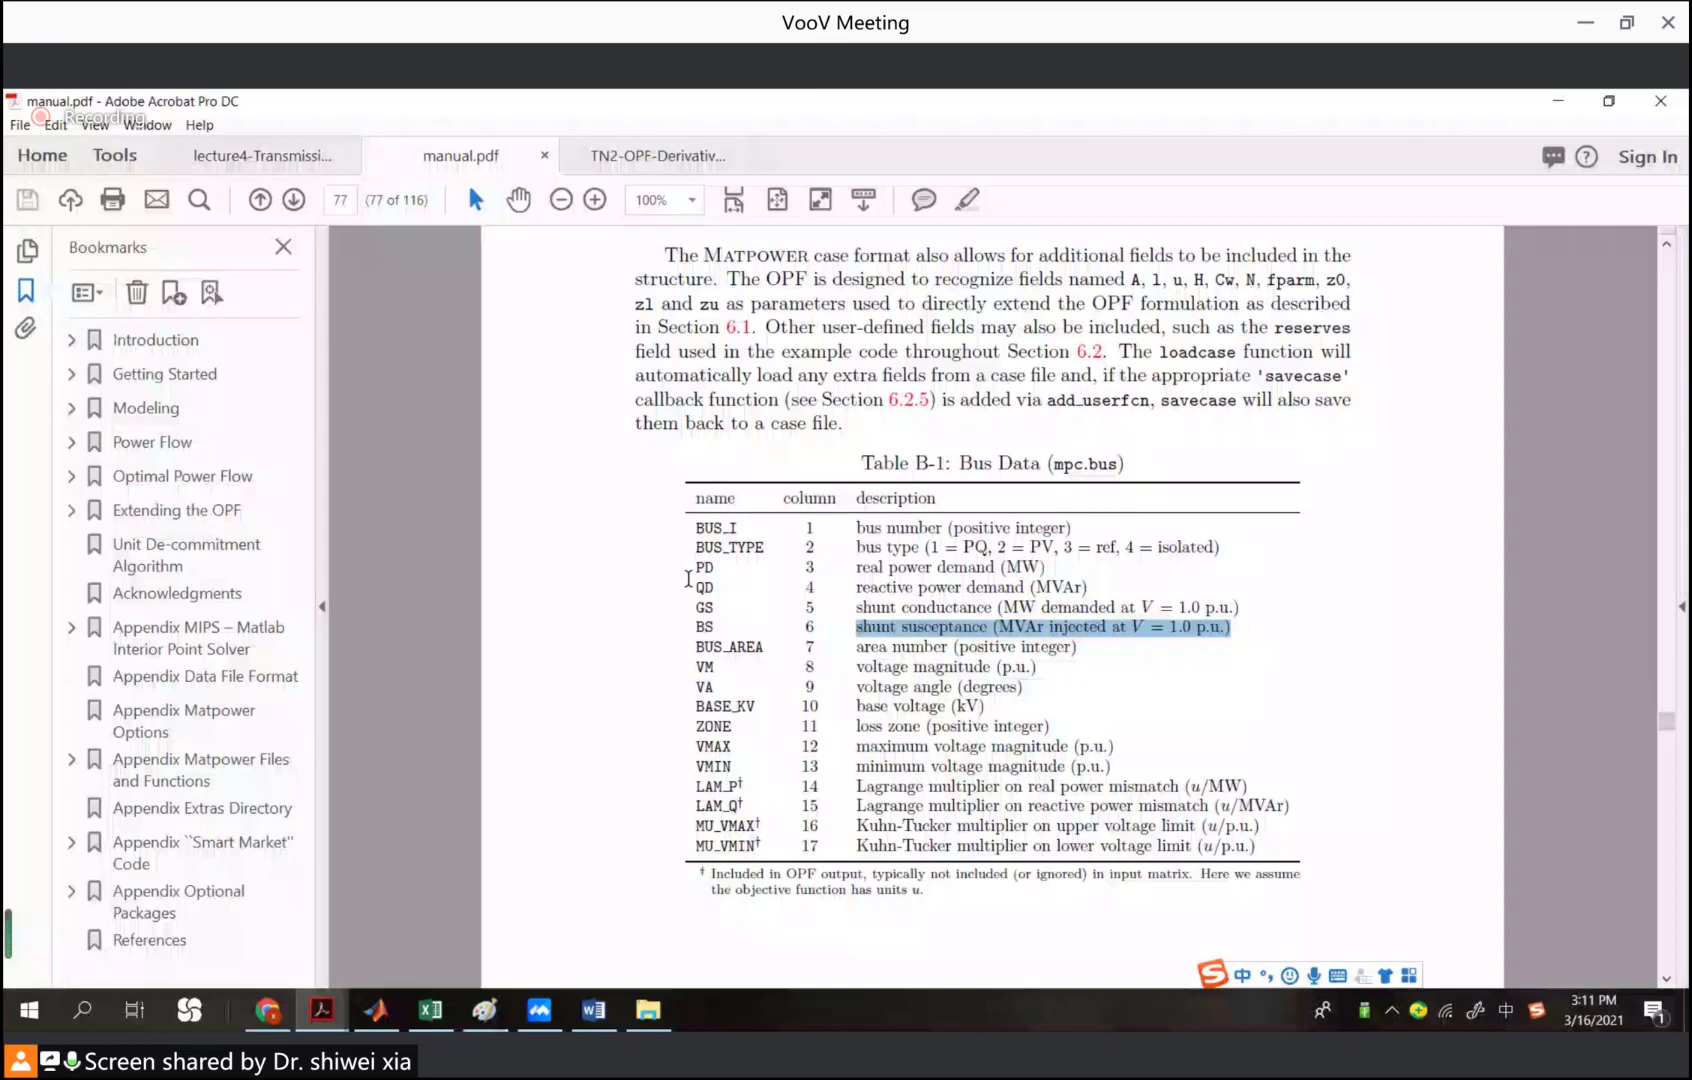 VooV Meeting
manual.pdf - Adobe Acrobat Pro DC
Recording
File Edit View Window Help
Home Tools lecture4-Transmissi... manual.pdf TN2-OPF-Derivativ... Sign In
77 (77 of 116) 100%
Bookmarks
Introduction
Getting Started
Modeling
Power Flow
Optimal Power Flow
Extending the OPF
Unit De-commitment
Algorithm
Acknowledgments
Appendix MIPS – Matlab
Interior Point Solver
Appendix Data File Format
Appendix Matpower
Options
Appendix Matpower Files
and Functions
Appendix Extras Directory
Appendix ``Smart Market''
Code
Appendix Optional
Packages
References
The MATPOWER case format also allows for additional fields to be included in the
structure. The OPF is designed to recognize fields named A, l, u, H, Cw, N, fparm, z0,
zl and zu as parameters used to directly extend the OPF formulation as described
in Section 6.1. Other user-defined fields may also be included, such as the reserves
field used in the example code throughout Section 6.2. The loadcase function will
automatically load any extra fields from a case file and, if the appropriate 'savecase'
callback function (see Section 6.2.5) is added via add_userfcn, savecase will also save
them back to a case file.
Table B-1: Bus Data (mpc.bus)
name column description
BUS_I 1 bus number (positive integer)
BUS_TYPE 2 bus type (1 = PQ, 2 = PV, 3 = ref, 4 = isolated)
PD 3 real power demand (MW)
QD 4 reactive power demand (MVAr)
GS 5 shunt conductance (MW demanded at V = 1.0 p.u.)
BS 6 shunt susceptance (MVAr injected at V = 1.0 p.u.)
BUS_AREA 7 area number (positive integer)
VM 8 voltage magnitude (p.u.)
VA 9 voltage angle (degrees)
BASE_KV 10 base voltage (kV)
ZONE 11 loss zone (positive integer)
VMAX 12 maximum voltage magnitude (p.u.)
VMIN 13 minimum voltage magnitude (p.u.)
LAM_P† 14 Lagrange multiplier on real power mismatch (u/MW)
LAM_Q† 15 Lagrange multiplier on reactive power mismatch (u/MVAr)
MU_VMAX† 16 Kuhn-Tucker multiplier on upper voltage limit (u/p.u.)
MU_VMIN† 17 Kuhn-Tucker multiplier on lower voltage limit (u/p.u.)
† Included in OPF output, typically not included (or ignored) in input matrix. Here we assume
the objective function has units u.
中
中 3:11 PM
3/16/2021
1
Screen shared by Dr. shiwei xia